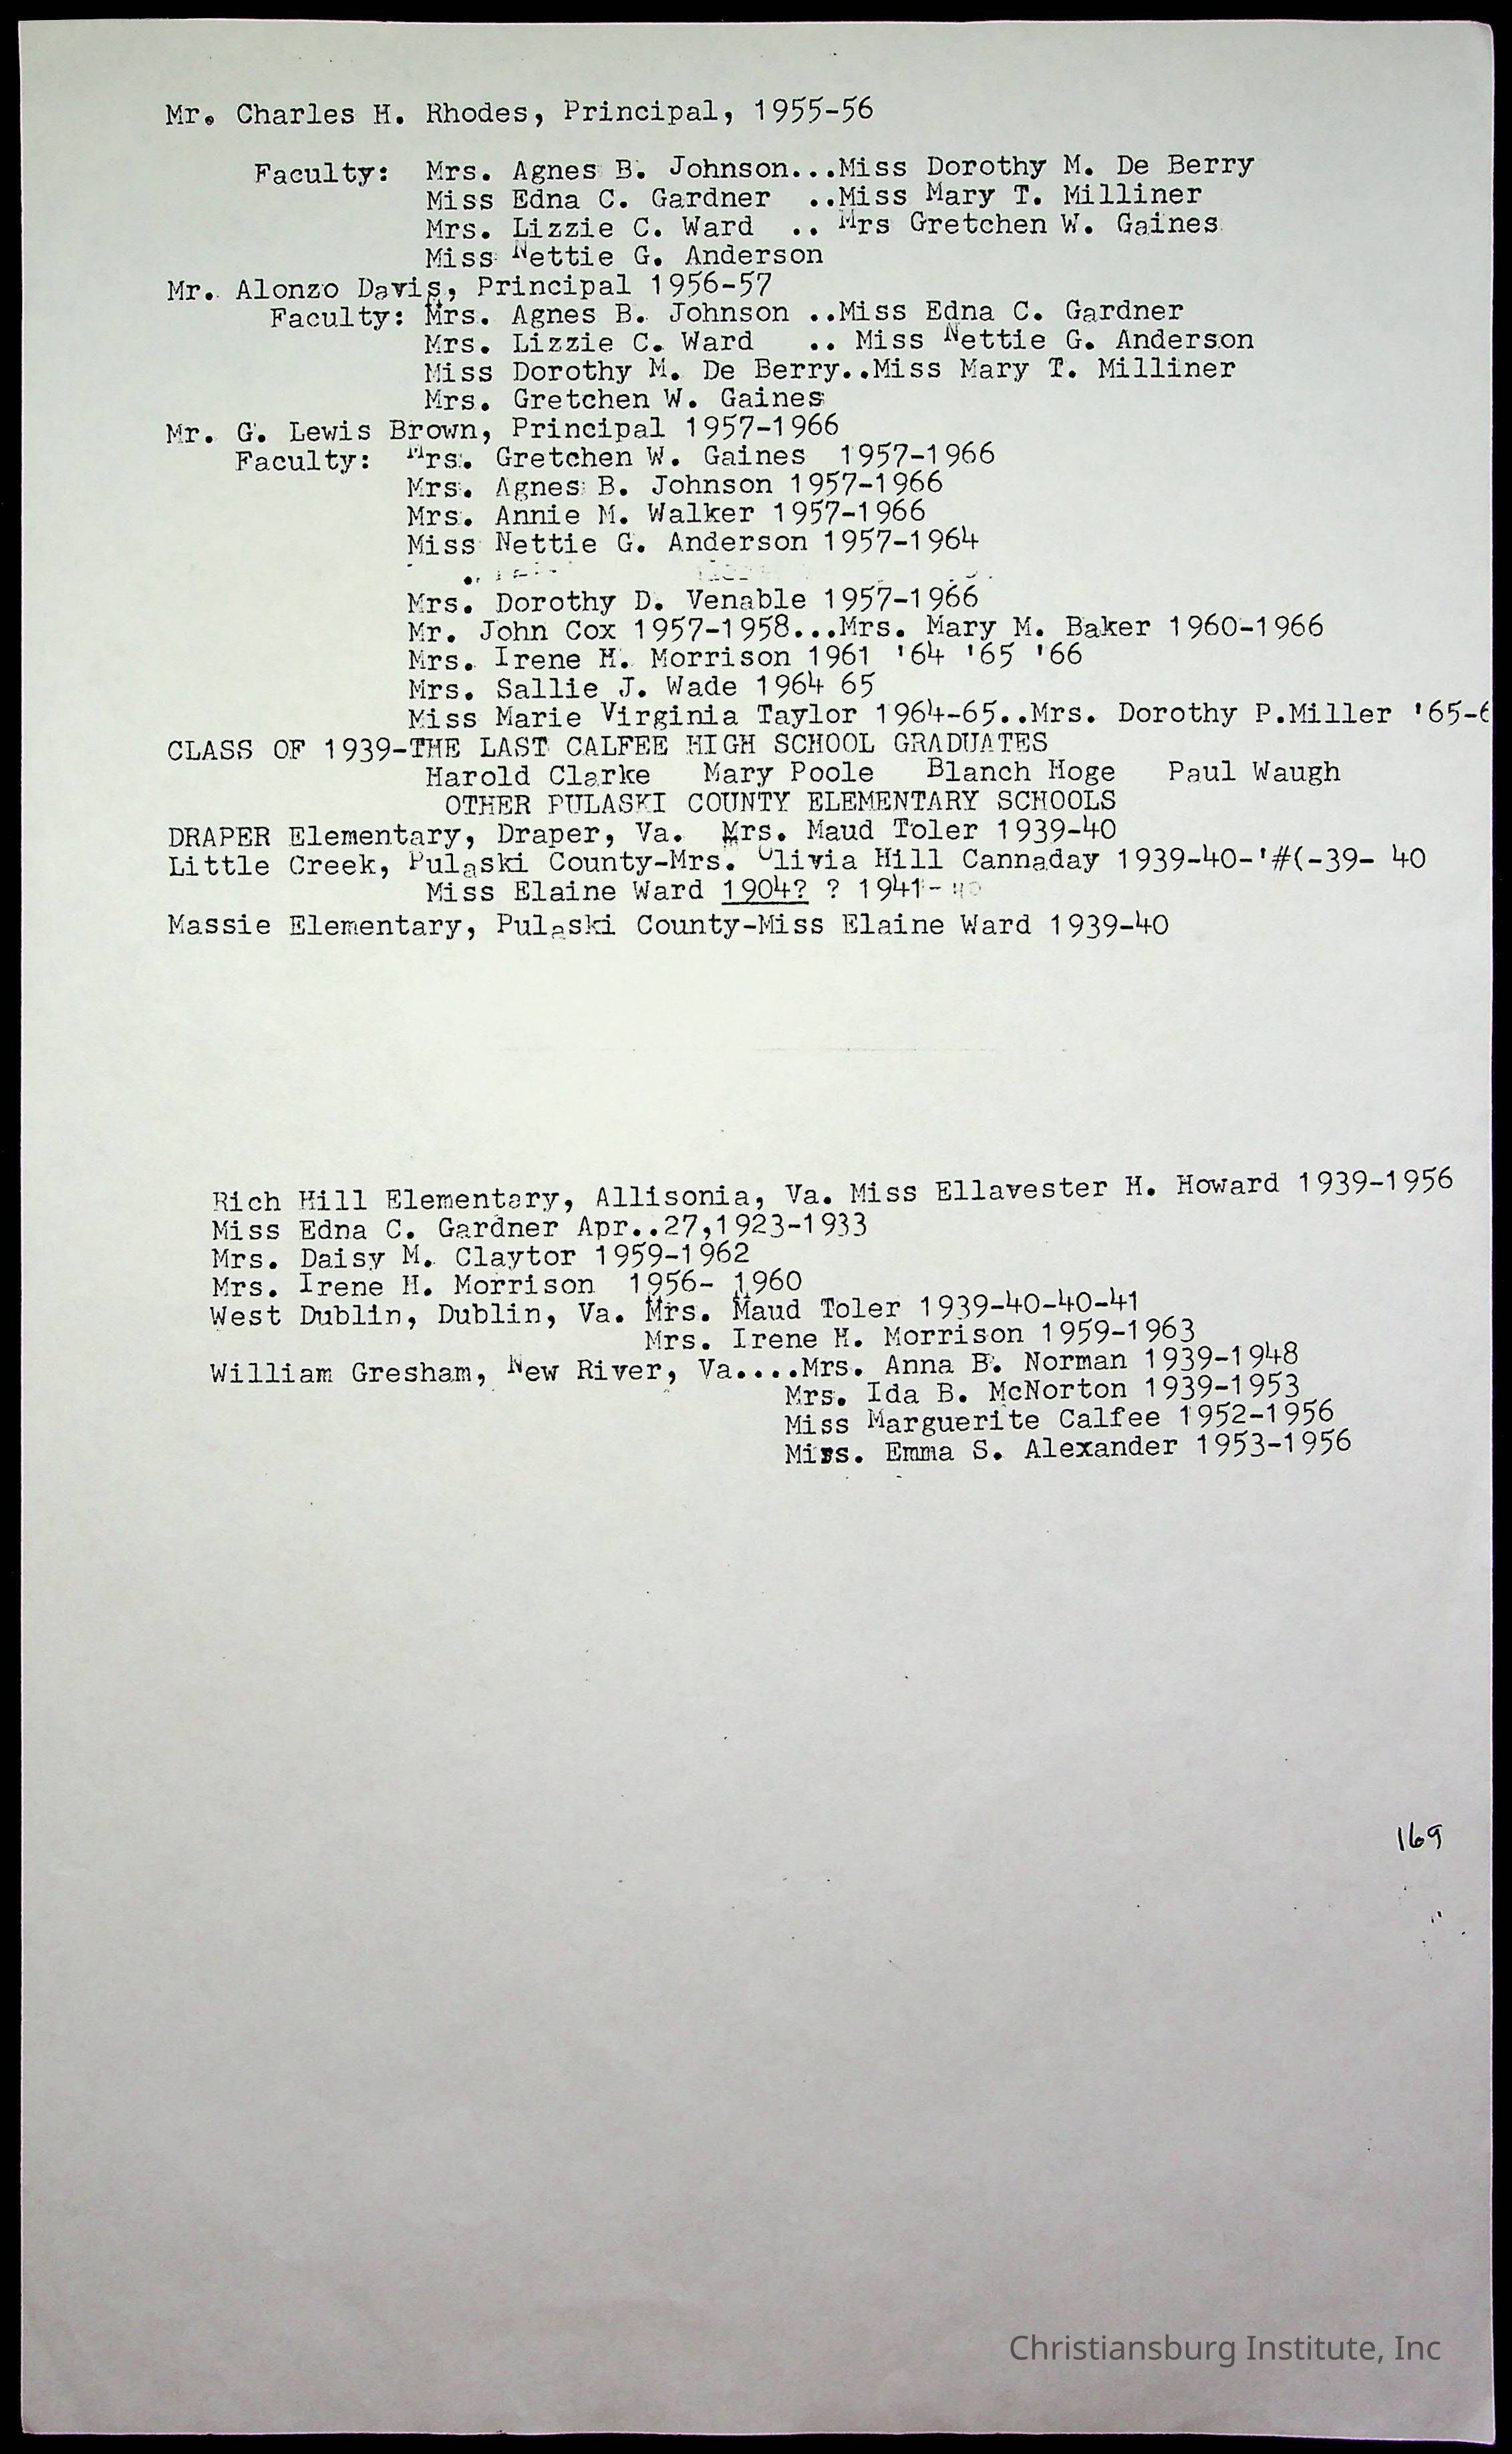 Mr. Charles H. Rhodes, Principal, 1955-56
Faculty: Mrs. Agnes B. Johnson...Miss Dorothy M. De Berry
Miss Edna C. Gardner ..Miss Mary T. Milliner
Mrs. Lizzie C. Ward .. Mrs Gretchen W. Gaines
Miss Nettie G. Anderson
Mr. Alonzo Davis, Principal 1956-57
Faculty: Mrs. Agnes B. Johnson ..Miss Edna C. Gardner
Mrs. Lizzie C. Ward .. Miss Nettie G. Anderson
Miss Dorothy M. De Berry..Miss Mary T. Milliner
Mrs. Gretchen W. Gaines
Mr. G. Lewis Brown, Principal 1957-1966
Faculty: Mrs. Gretchen W. Gaines 1957-1966
Mrs. Agnes B. Johnson 1957-1966
Mrs. Annie M. Walker 1957-1966
Miss Nettie G. Anderson 1957-1964
Mrs. Dorothy D. Venable 1957-1966
Mr. John Cox 1957-1958...Mrs. Mary M. Baker 1960-1966
Mrs. Irene H. Morrison 1961 '64 '65 '66
Mrs. Sallie J. Wade 1964 65
Miss Marie Virginia Taylor 1964-65..Mrs. Dorothy P.Miller '65-6
CLASS OF 1939-THE LAST CALFEE HIGH SCHOOL GRADUATES
Harold Clarke Mary Poole Blanch Hoge Paul Waugh
OTHER PULASKI COUNTY ELEMENTARY SCHOOLS
DRAPER Elementary, Draper, Va. Mrs. Maud Toler 1939-40
Little Creek, Pulaski County-Mrs. Olivia Hill Cannaday 1939-40-'#(-39- 40
Miss Elaine Ward 1904? ? 1941-
Massie Elementary, Pulaski County-Miss Elaine Ward 1939-40
Rich Hill Elementary, Allisonia, Va. Miss Ellavester H. Howard 1939-1956
Miss Edna C. Gardner Apr..27,1923-1933
Mrs. Daisy M. Claytor 1959-1962
Mrs. Irene H. Morrison 1956- 1960
West Dublin, Dublin, Va. Mrs. Maud Toler 1939-40-40-41
Mrs. Irene H. Morrison 1959-1963
William Gresham, New River, Va....Mrs. Anna B. Norman 1939-1948
Mrs. Ida B. McNorton 1939-1953
Miss Marguerite Calfee 1952-1956
Miss. Emma S. Alexander 1953-1956
169
Christiansburg Institute, Inc